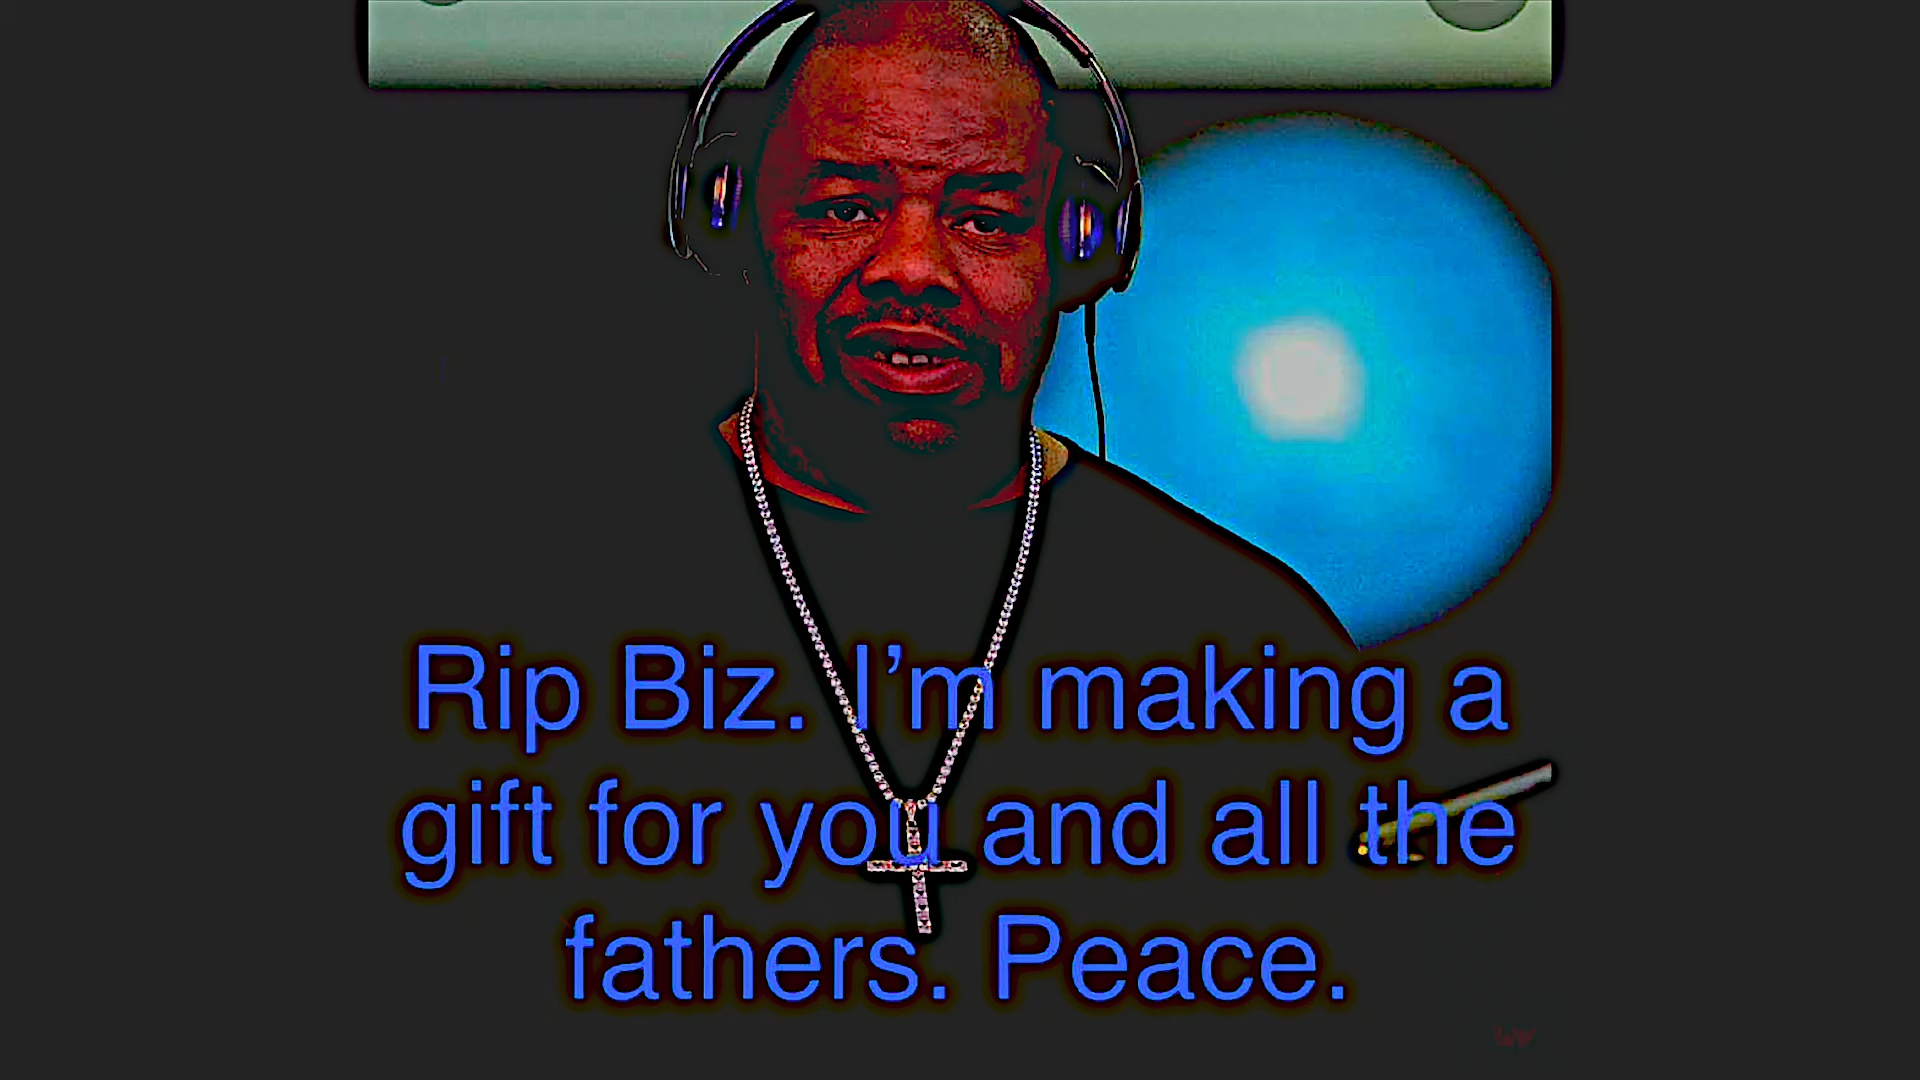 Rip Biz. I’m making a
gift for you and all the
fathers. Peace.